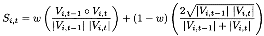 S_{i,t} = w \left( \frac{V_{i,t-1} \circ V_{i,t}}{|V_{i,t-1}| \, |V_{i,t}|} \right) + (1 - w) \left( \frac{2\sqrt{|V_{i,t-1}| \, |V_{i,t}|}}{|V_{i,t-1}| + |V_{i,t}|} \right)